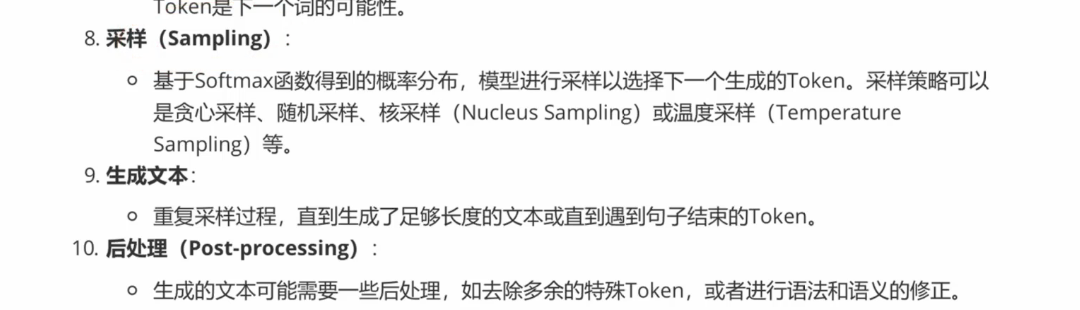 Token是下一个词的可能性。
8. 采样（Sampling）：
基于Softmax函数得到的概率分布，模型进行采样以选择下一个生成的Token。采样策略可以
是贪心采样、随机采样、核采样（Nucleus Sampling）或温度采样（Temperature
Sampling）等。
9. 生成文本：
重复采样过程，直到生成了足够长度的文本或直到遇到句子结束的Token。
10. 后处理（Post-processing）：
生成的文本可能需要一些后处理，如去除多余的特殊Token，或者进行语法和语义的修正。